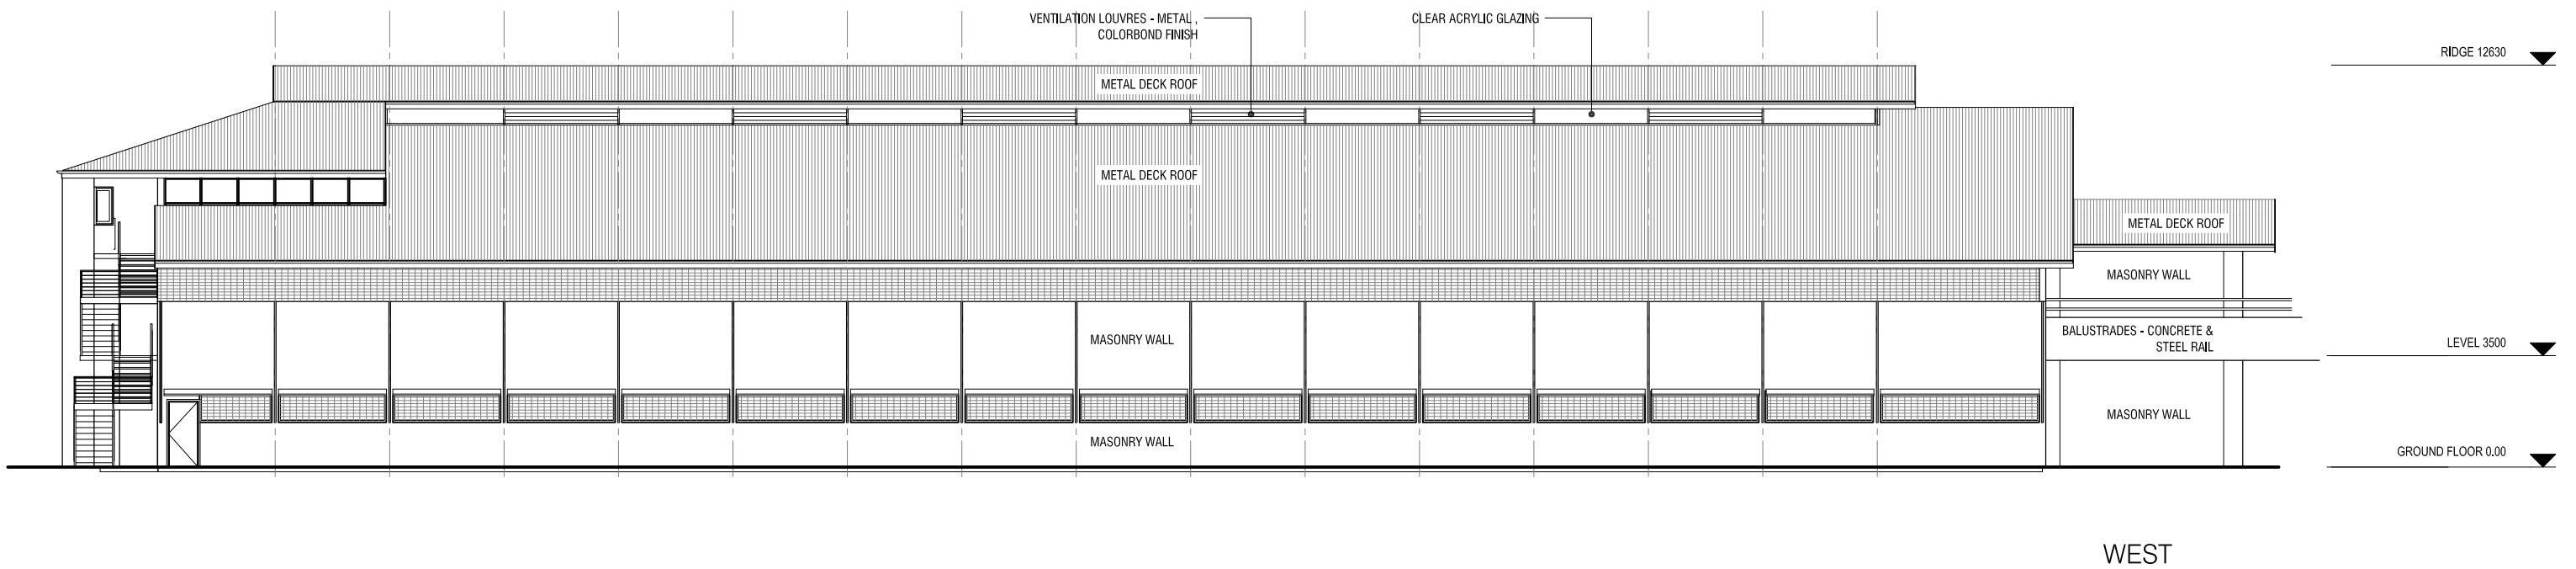 VENTILATION LOUVRES - METAL ,
COLORBOND FINISH
CLEAR ACRYLIC GLAZING
RIDGE 12630
METAL DECK ROOF
METAL DECK ROOF
METAL DECK ROOF
MASONRY WALL
BALUSTRADES - CONCRETE &
STEEL RAIL
MASONRY WALL
LEVEL 3500
MASONRY WALL
MASONRY WALL
GROUND FLOOR 0.00
WEST